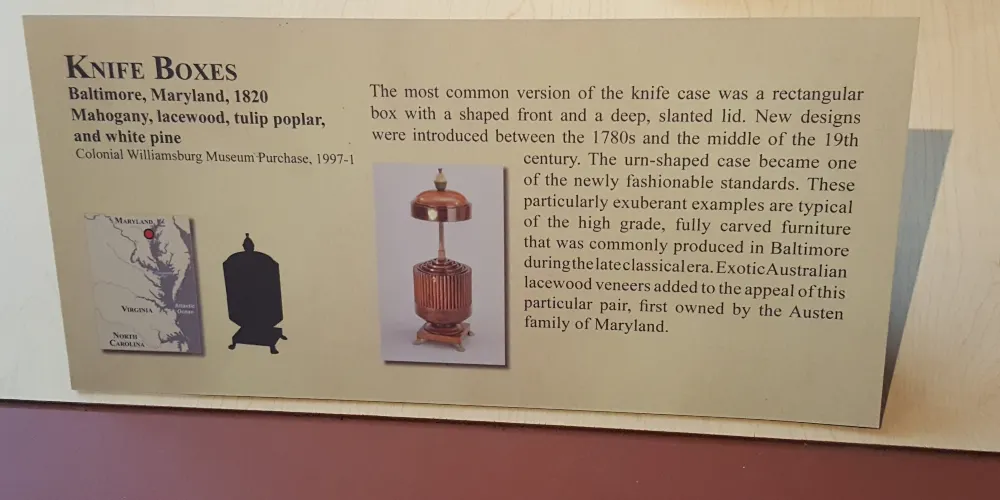 KNIFE BOXES
Baltimore, Maryland, 1820
Mahogany, lacewood, tulip poplar,
and white pine
Colonial Williamsburg Museum Purchase, 1997-1
The most common version of the knife case was a rectangular
box with a shaped front and a deep, slanted lid. New designs
were introduced between the 1780s and the middle of the 19th
century. The urn-shaped case became one
of the newly fashionable standards. These
particularly exuberant examples are typical
of the high grade, fully carved furniture
that was commonly produced in Baltimore
during the late classical era. Exotic Australian
lacewood veneers added to the appeal of this
particular pair, first owned by the Austen
family of Maryland.
MARYLAND
VIRGINIA
Atlantic
Ocean
NORTH
CAROLINA